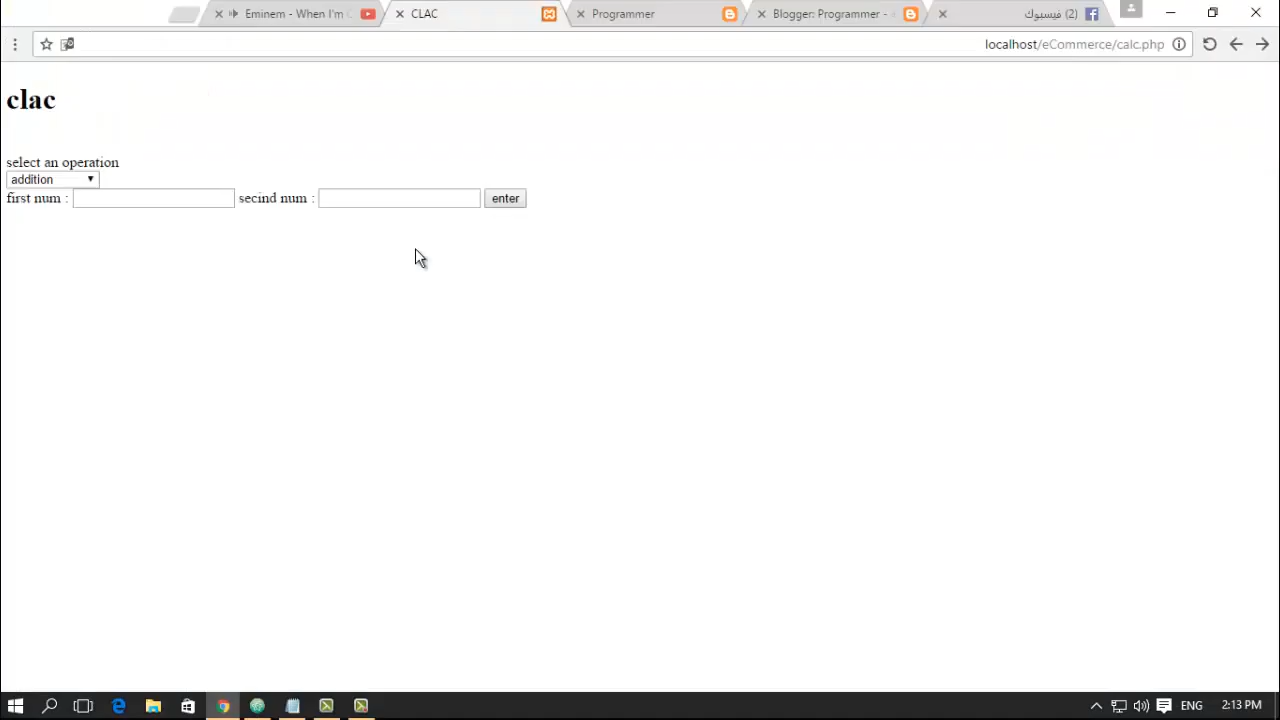 Eminem - When I'm
CLAC
Programmer
Blogger: Programmer -
(2) فيسبوك
localhost/eCommerce/calc.php
clac
select an operation
addition
first num :
secind num :
enter
ENG
2:13 PM